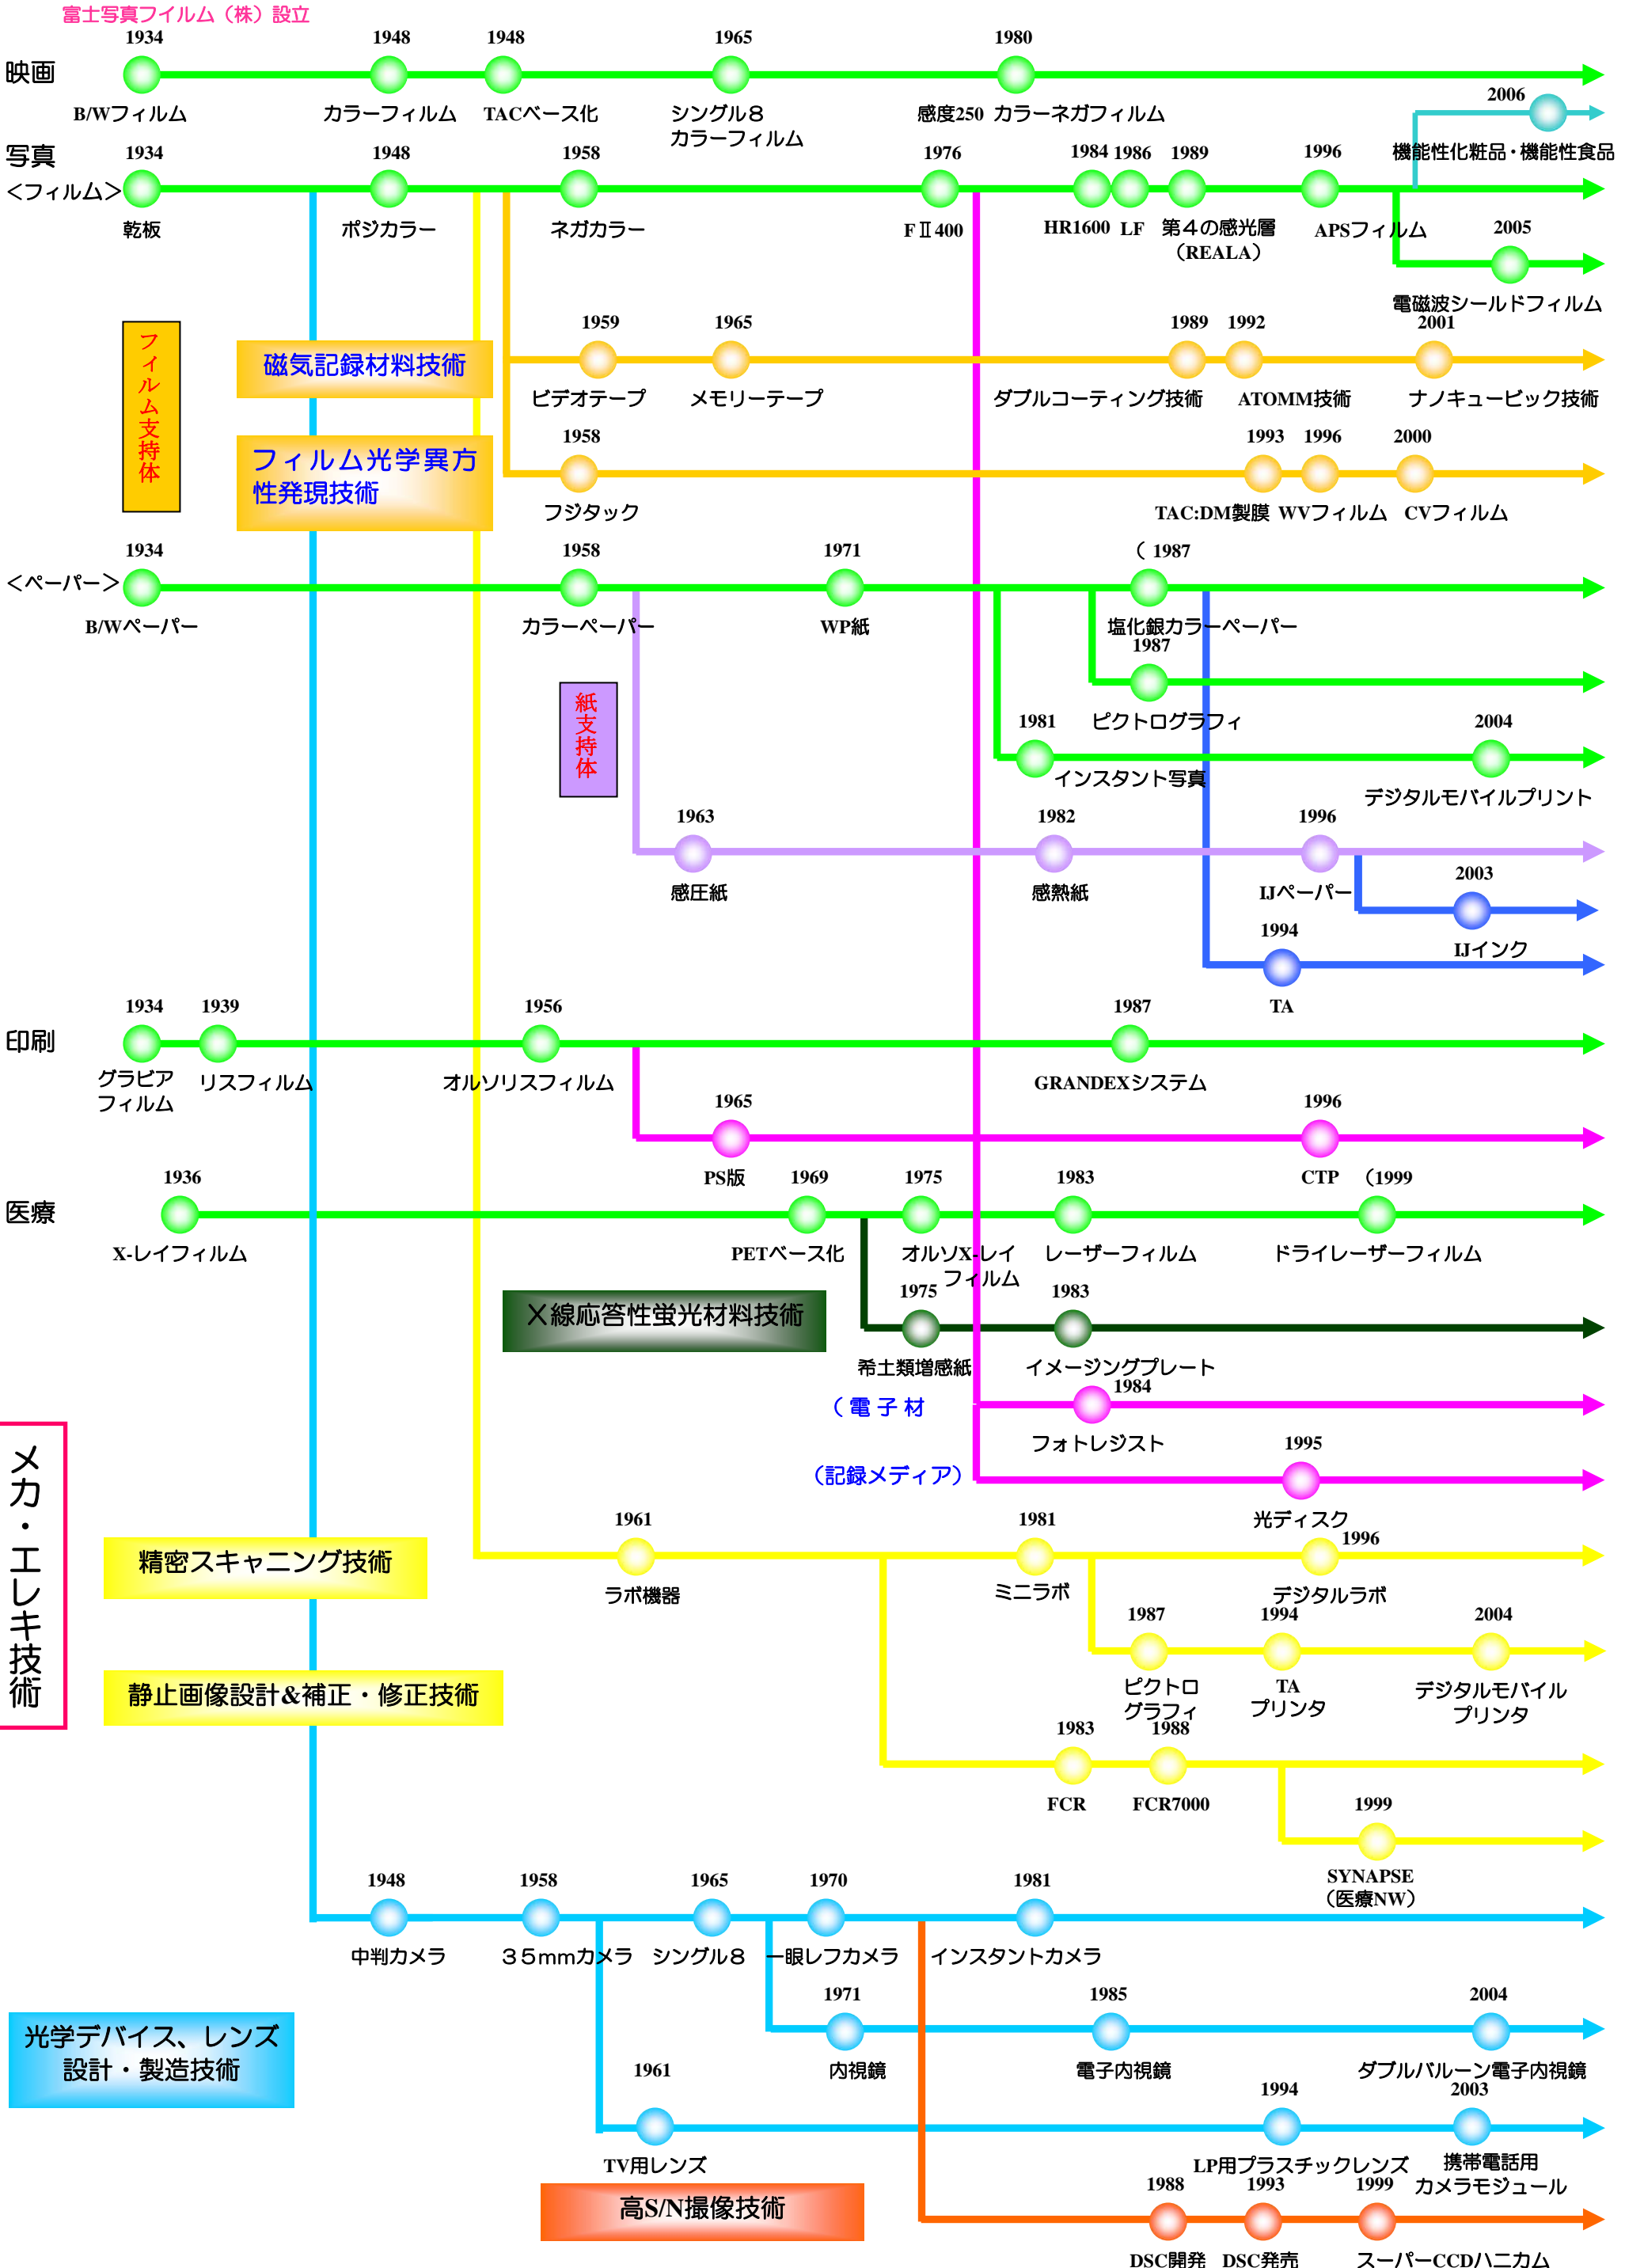 富士写真フイルム（株）設立
1934 1948 1948 1965 1980
映画
B/Wフィルム カラーフィルム TACベース化 シングル８ 感度250 カラーネガフィルム
カラーフィルム
2006
機能性化粧品・機能性食品
写真
1934 1948 1958 1976 1984 1986 1989 1996
＜フィルム＞
乾板 ポジカラー ネガカラー FⅡ400 HR1600 LF 第４の感光層 APSフィルム
（REALA）
2005
電磁波シールドフィルム
フィルム支持体
磁気記録材料技術
1959 1965 1989 1992 2001
ビデオテープ メモリーテープ ダブルコーティング技術 ATOMM技術 ナノキュービック技術
フィルム光学異方
性発現技術
1958 1993 1996 2000
フジタック TAC:DM製膜 WVフィルム CVフィルム
1934 1958 1971 （ 1987
＜ペーパー＞
B/Wペーパー カラーペーパー WP紙 塩化銀カラーペーパー
1987
ピクトログラフィ
紙支持体
1981 2004
インスタント写真 デジタルモバイルプリント
1963 1982 1996
感圧紙 感熱紙 IJペーパー
2003
IJインク
1994
TA
1934 1939 1956 1987
印刷
グラビア リスフィルム オルソリスフィルム GRANDEXシステム
フィルム
1965 1996
PS版 CTP
1936 1969 1975 1983 （1999
医療
X-レイフィルム PETベース化 オルソX-レイ レーザーフィルム ドライレーザーフィルム
フィルム
X線応答性蛍光材料技術
1975 1983
希土類増感紙 イメージングプレート
（電子材
1984
フォトレジスト
（記録メディア）
1995
光ディスク
メカ・エレキ技術
精密スキャニング技術
1961 1981 1996
ラボ機器 ミニラボ デジタルラボ
1987 1994 2004
ピクトロ TA デジタルモバイル
グラフィ プリンタ プリンタ
静止画像設計&補正・修正技術
1983 1988
FCR FCR7000
1999
SYNAPSE
（医療NW）
1948 1958 1965 1970 1981
中判カメラ ３５ｍｍカメラ シングル８ 一眼レフカメラ インスタントカメラ
光学デバイス、レンズ
設計・製造技術
1971 1985 2004
内視鏡 電子内視鏡 ダブルバルーン電子内視鏡
1961 1994 2003
TV用レンズ LP用プラスチックレンズ 携帯電話用
カメラモジュール
高S/N撮像技術
1988 1993 1999
DSC開発 DSC発売 スーパーCCDハニカム